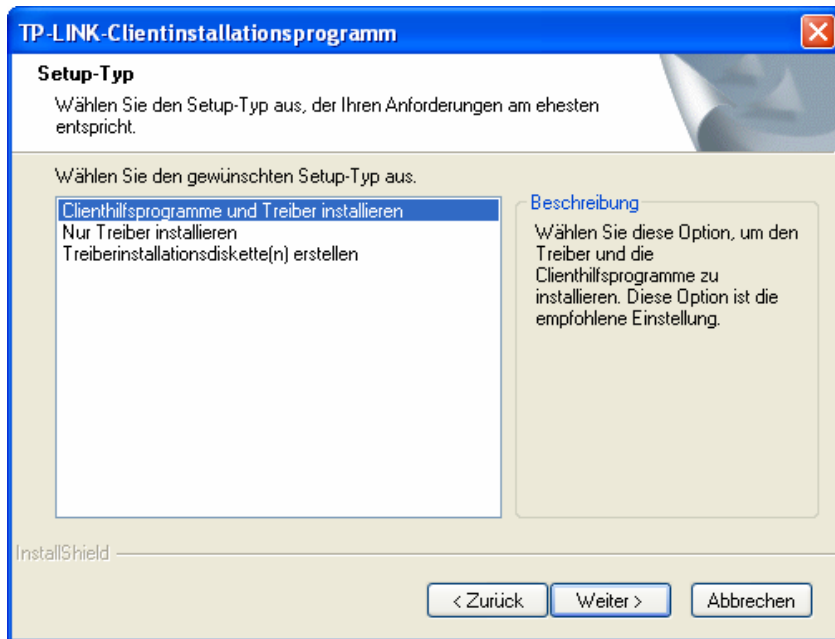 TP-LINK-Clientinstallationsprogramm
Setup-Typ
Wählen Sie den Setup-Typ aus, der Ihren Anforderungen am ehesten
entspricht.
Wählen Sie den gewünschten Setup-Typ aus.
Clienthilfsprogramme und Treiber installieren
Nur Treiber installieren
Treiberinstallationsdiskette(n) erstellen
Beschreibung
Wählen Sie diese Option, um den
Treiber und die
Clienthilfsprogramme zu
installieren. Diese Option ist die
empfohlene Einstellung.
InstallShield
< Zurück
Weiter >
Abbrechen